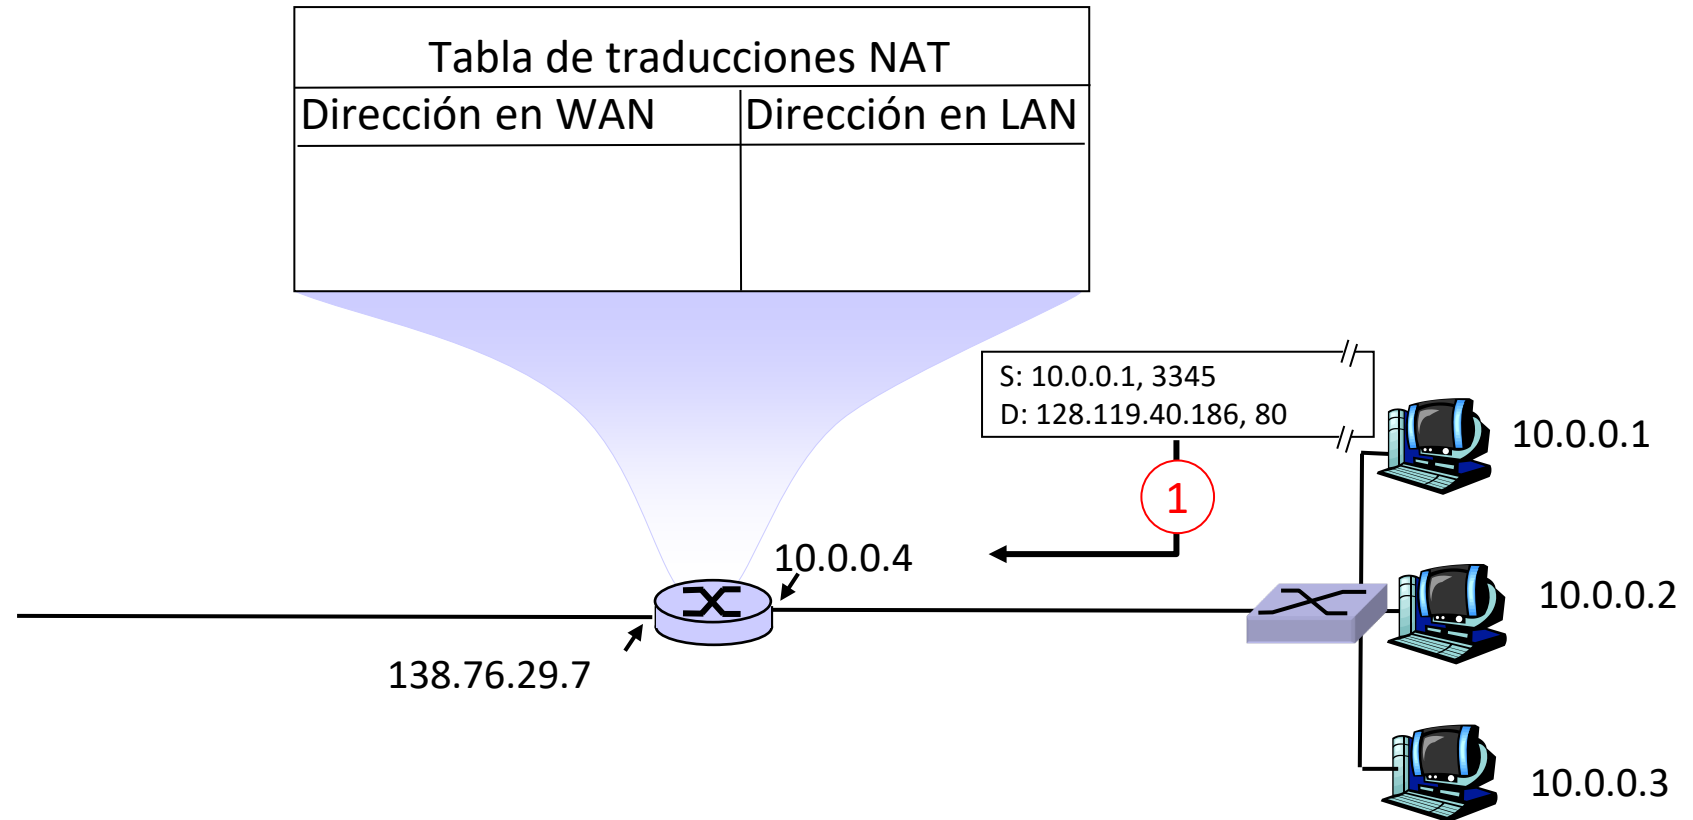 Tabla de traducciones NAT
Dirección en WAN
Dirección en LAN
S: 10.0.0.1, 3345
D: 128.119.40.186, 80
10.0.0.1
1
10.0.0.4
10.0.0.2
138.76.29.7
10.0.0.3